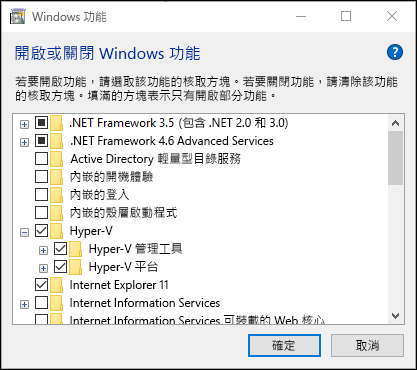 Windows 功能
開啟或關閉 Windows 功能
若要開啟功能，請選取該功能的核取方塊。若要關閉功能，請清除該功能
的核取方塊。填滿的方塊表示只有開啟部分功能。
.NET Framework 3.5 (包含 .NET 2.0 和 3.0)
.NET Framework 4.6 Advanced Services
Active Directory 輕量型目錄服務
內嵌的開機體驗
內嵌的登入
內嵌的殼層啟動程式
Hyper-V
Hyper-V 管理工具
Hyper-V 平台
Internet Explorer 11
Internet Information Services
Internet Information Services 可裝載的 Web 核心
確定 取消